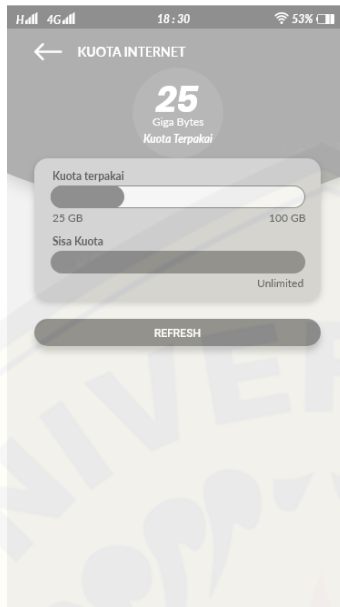 H 4G 18:30 53%
KUOTA INTERNET
25
Giga Bytes
Kuota Terpakai
Kuota terpakai
25 GB 100 GB
Sisa Kuota
Unlimited
REFRESH
NIVER